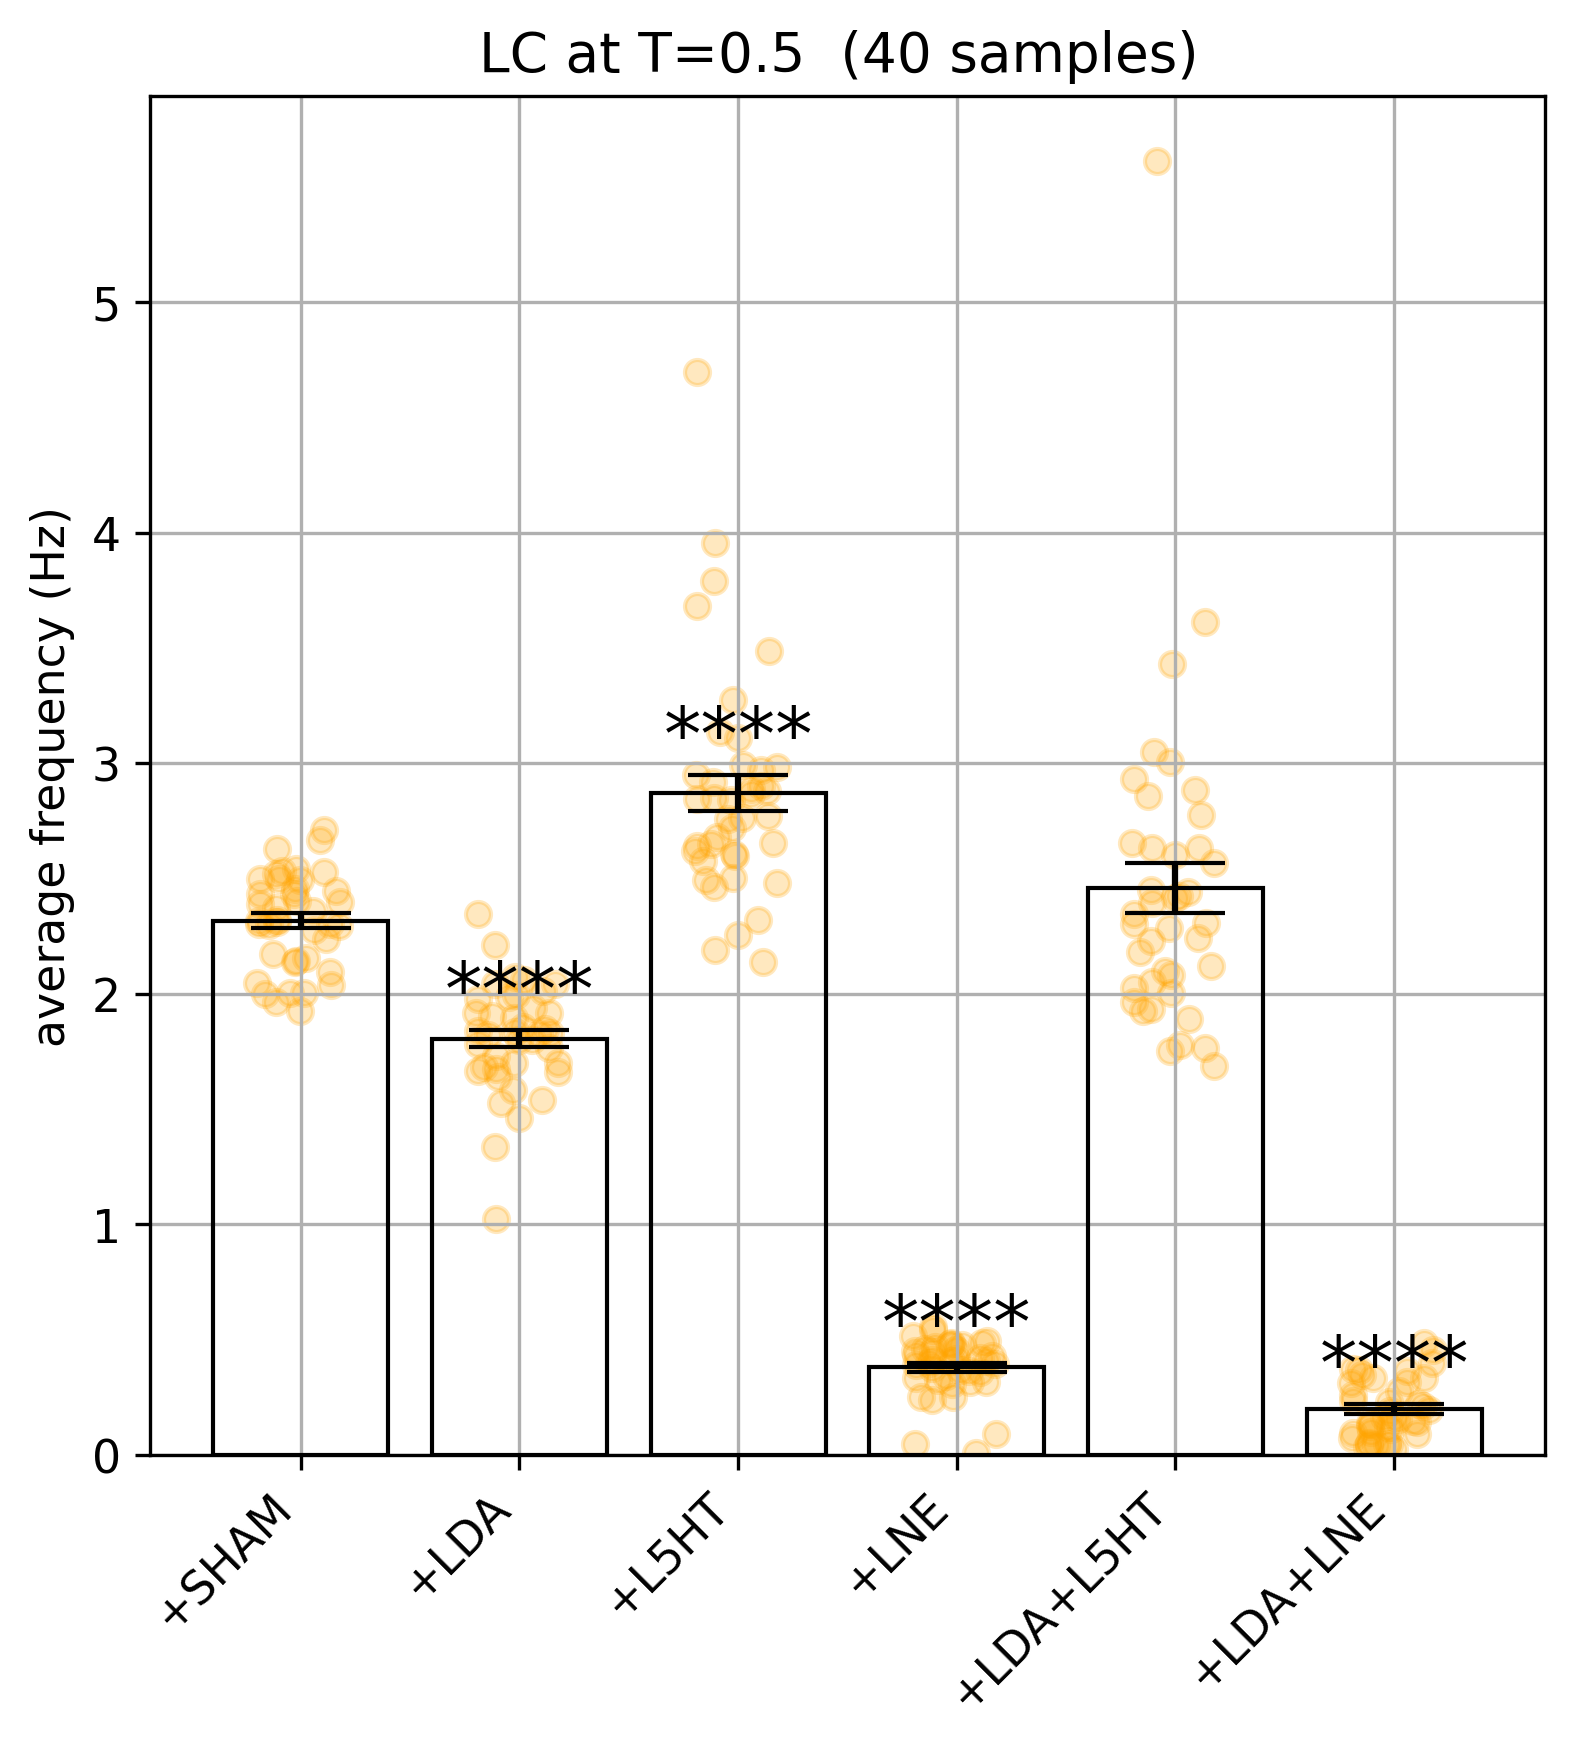 LC at T=0.5  (40 samples)
average frequency (Hz)
5
4
3
2
1
0
****
****
****
****
****
+SHAM
+LDA
+L5HT
+LNE
+LDA+L5HT
+LDA+LNE